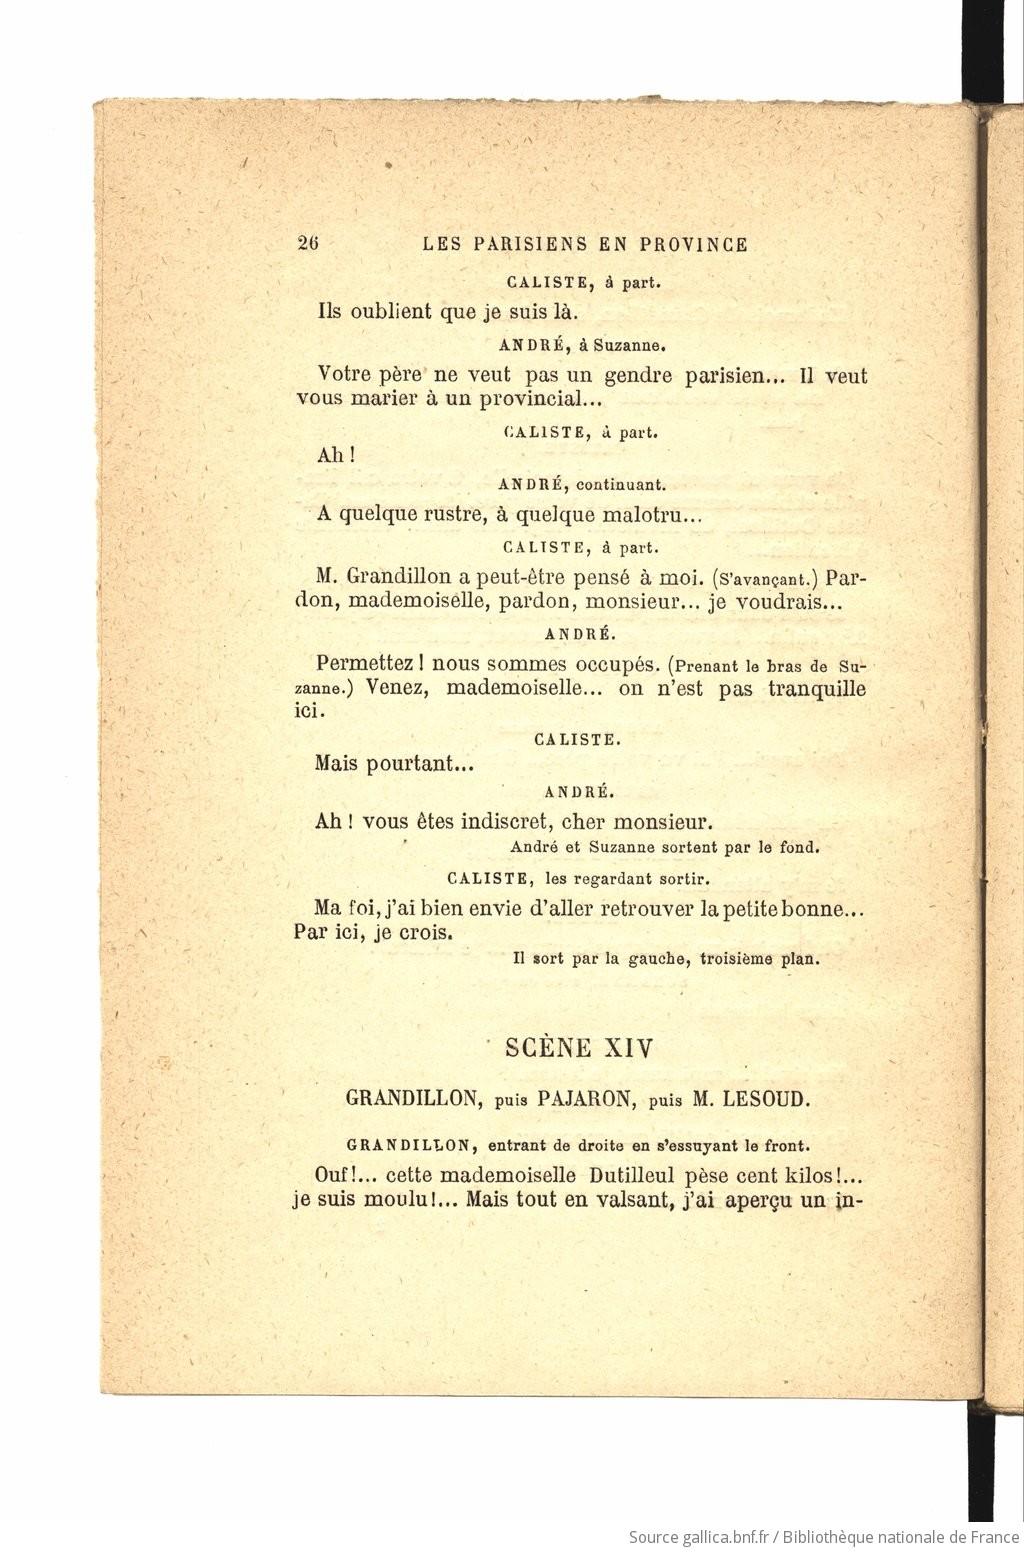 26 LES PARISIENS EN PROVINCE
CALISTE, à part.
Ils oublient que je suis là.
ANDRÉ, à Suzanne.
Votre père ne veut pas un gendre parisien... Il veut
vous marier à un provincial...
CALISTE, à part.
Ah !
ANDRÉ, continuant.
A quelque rustre, à quelque malotru...
CALISTE, à part.
M. Grandillon a peut-être pensé à moi. (S'avançant.) Par-
don, mademoiselle, pardon, monsieur... je voudrais...
ANDRÉ.
Permettez ! nous sommes occupés. (Prenant le bras de Su-
zanne.) Venez, mademoiselle... on n'est pas tranquille
ici.
CALISTE.
Mais pourtant...
ANDRÉ.
Ah ! vous êtes indiscret, cher monsieur.
André et Suzanne sortent par le fond.
CALISTE, les regardant sortir.
Ma foi, j'ai bien envie d'aller retrouver la petite bonne...
Par ici, je crois.
Il sort par la gauche, troisième plan.
SCÈNE XIV
GRANDILLON, puis PAJARON, puis M. LESOUD.
GRANDILLON, entrant de droite en s'essuyant le front.
Ouf !... cette mademoiselle Dutilleul pèse cent kilos !...
je suis moulu !... Mais tout en valsant, j'ai aperçu un in-
Source gallica.bnf.fr / Bibliothèque nationale de France